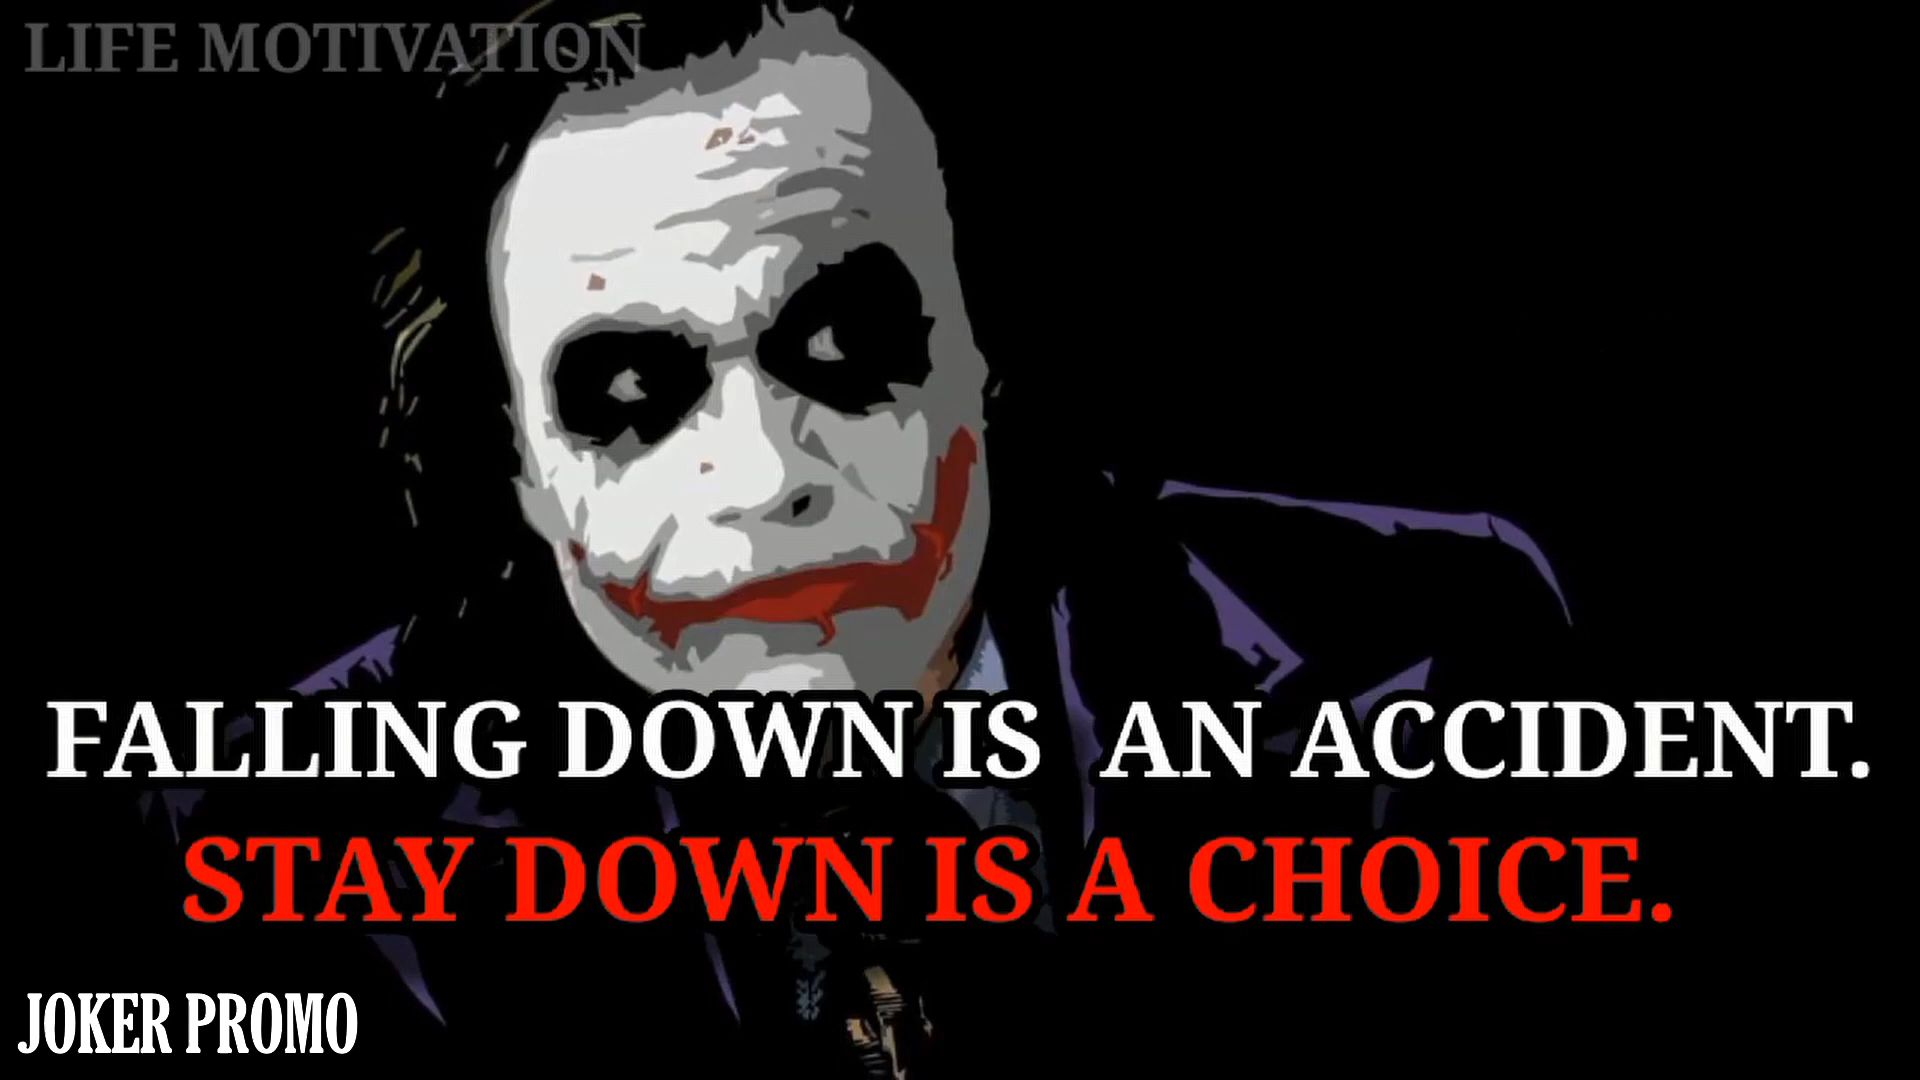 LIFE MOTIVATION
FALLING DOWN IS AN ACCIDENT.
STAY DOWN IS A CHOICE.
JOKER PROMO